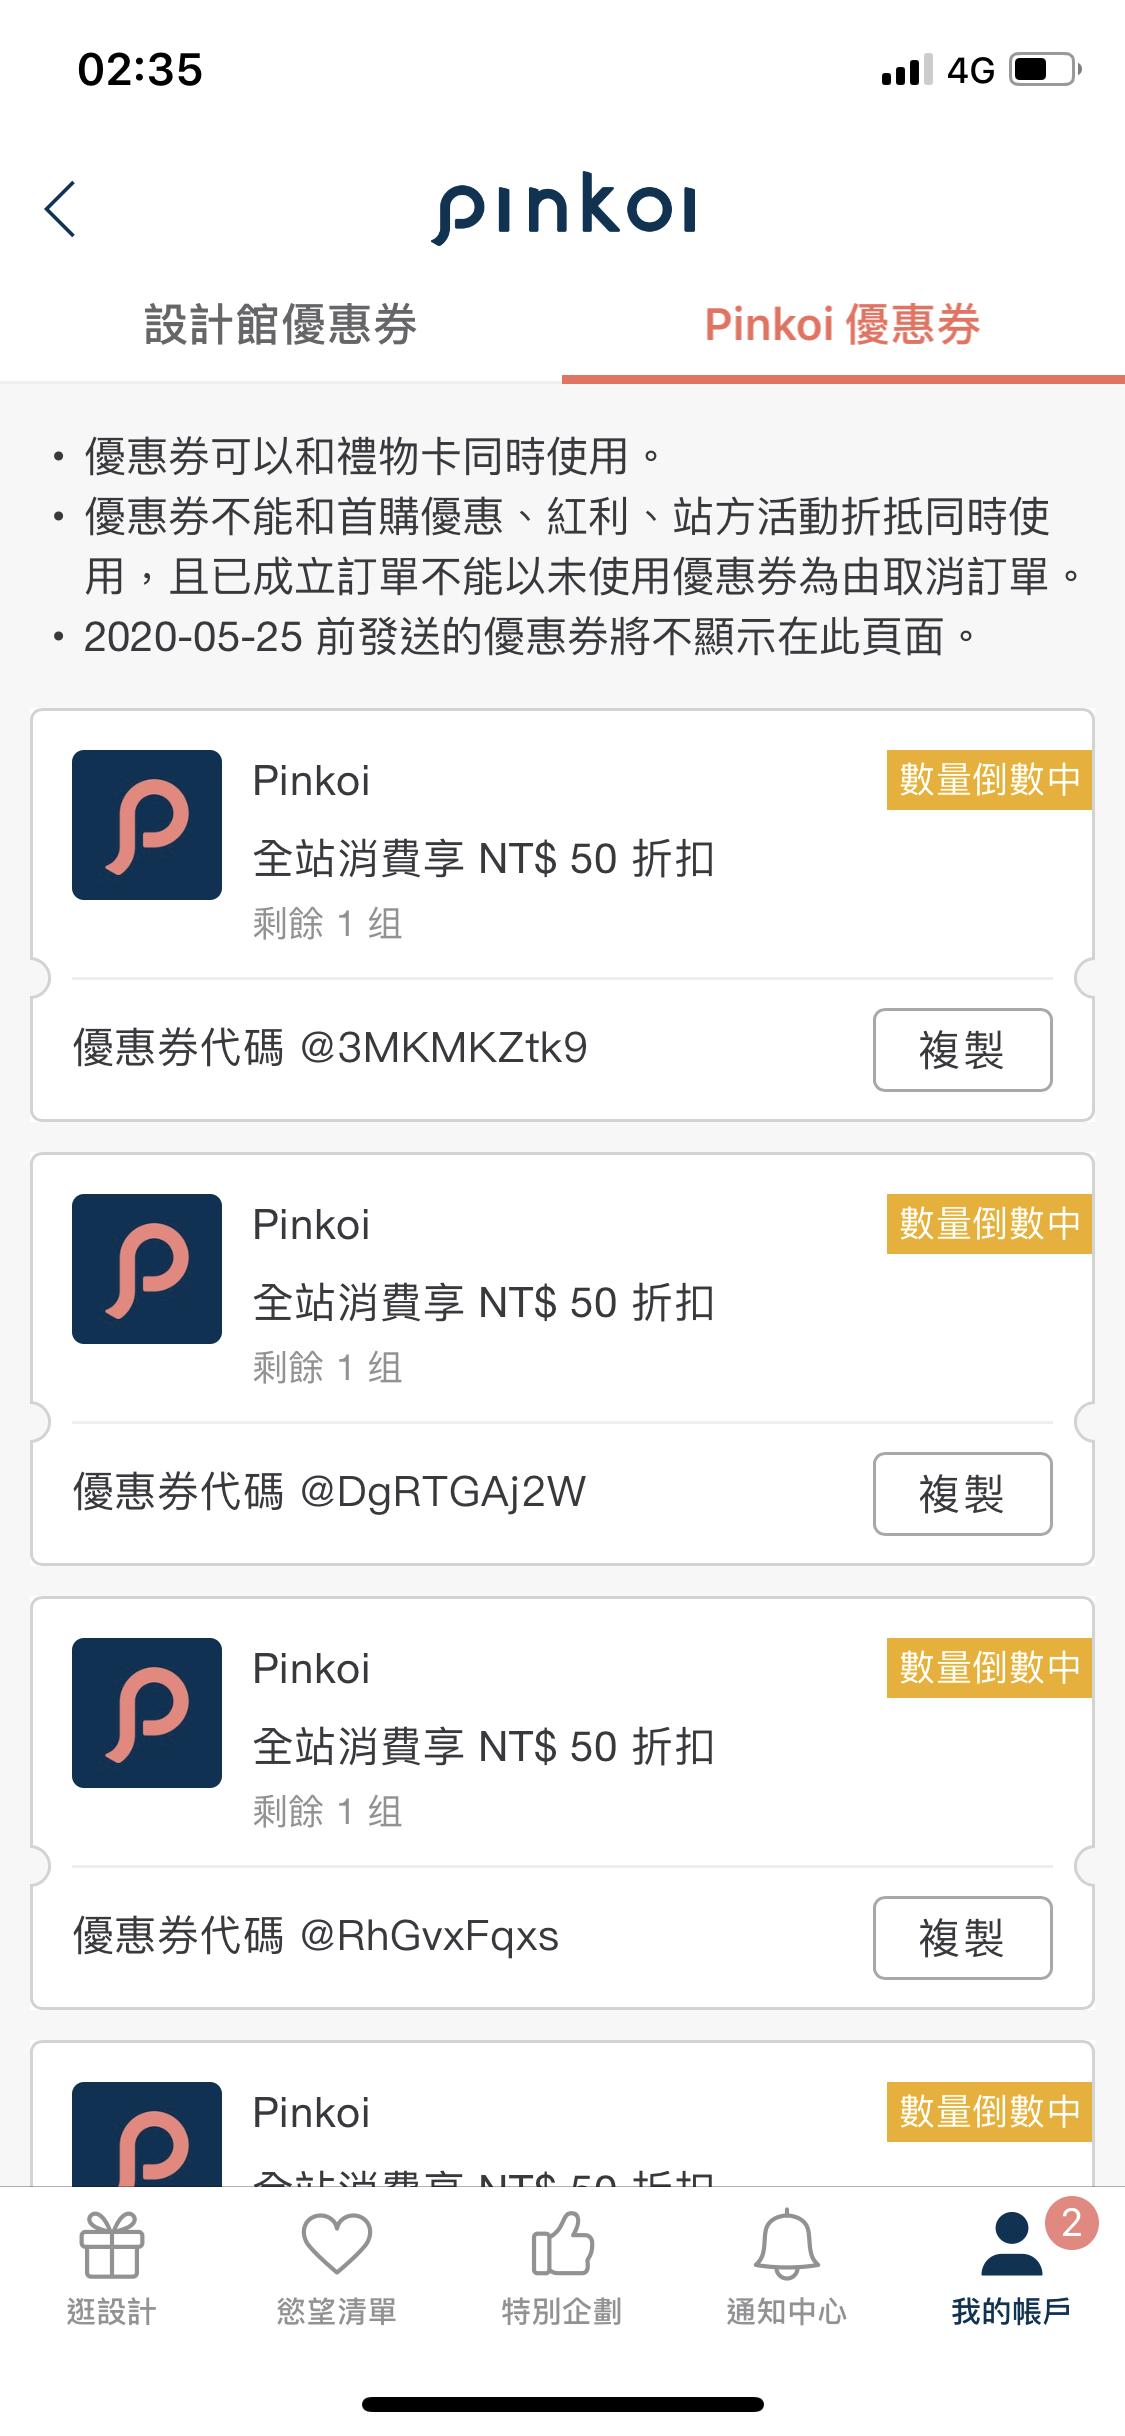 02:35
4G
pinkoi
設計館優惠券
Pinkoi 優惠券
• 優惠券可以和禮物卡同時使用。
• 優惠券不能和首購優惠、紅利、站方活動折抵同時使
用，且已成立訂單不能以未使用優惠券為由取消訂單。
• 2020-05-25 前發送的優惠券將不顯示在此頁面。
Pinkoi
數量倒數中
全站消費享 NT$ 50 折扣
剩餘 1 组
優惠券代碼 @3MKMKZtk9
複製
Pinkoi
數量倒數中
全站消費享 NT$ 50 折扣
剩餘 1 组
優惠券代碼 @DgRTGAj2W
複製
Pinkoi
數量倒數中
全站消費享 NT$ 50 折扣
剩餘 1 组
優惠券代碼 @RhGvxFqxs
複製
Pinkoi
數量倒數中
全站消費享 NT$ 50 折扣
2
逛設計
慾望清單
特別企劃
通知中心
我的帳戶